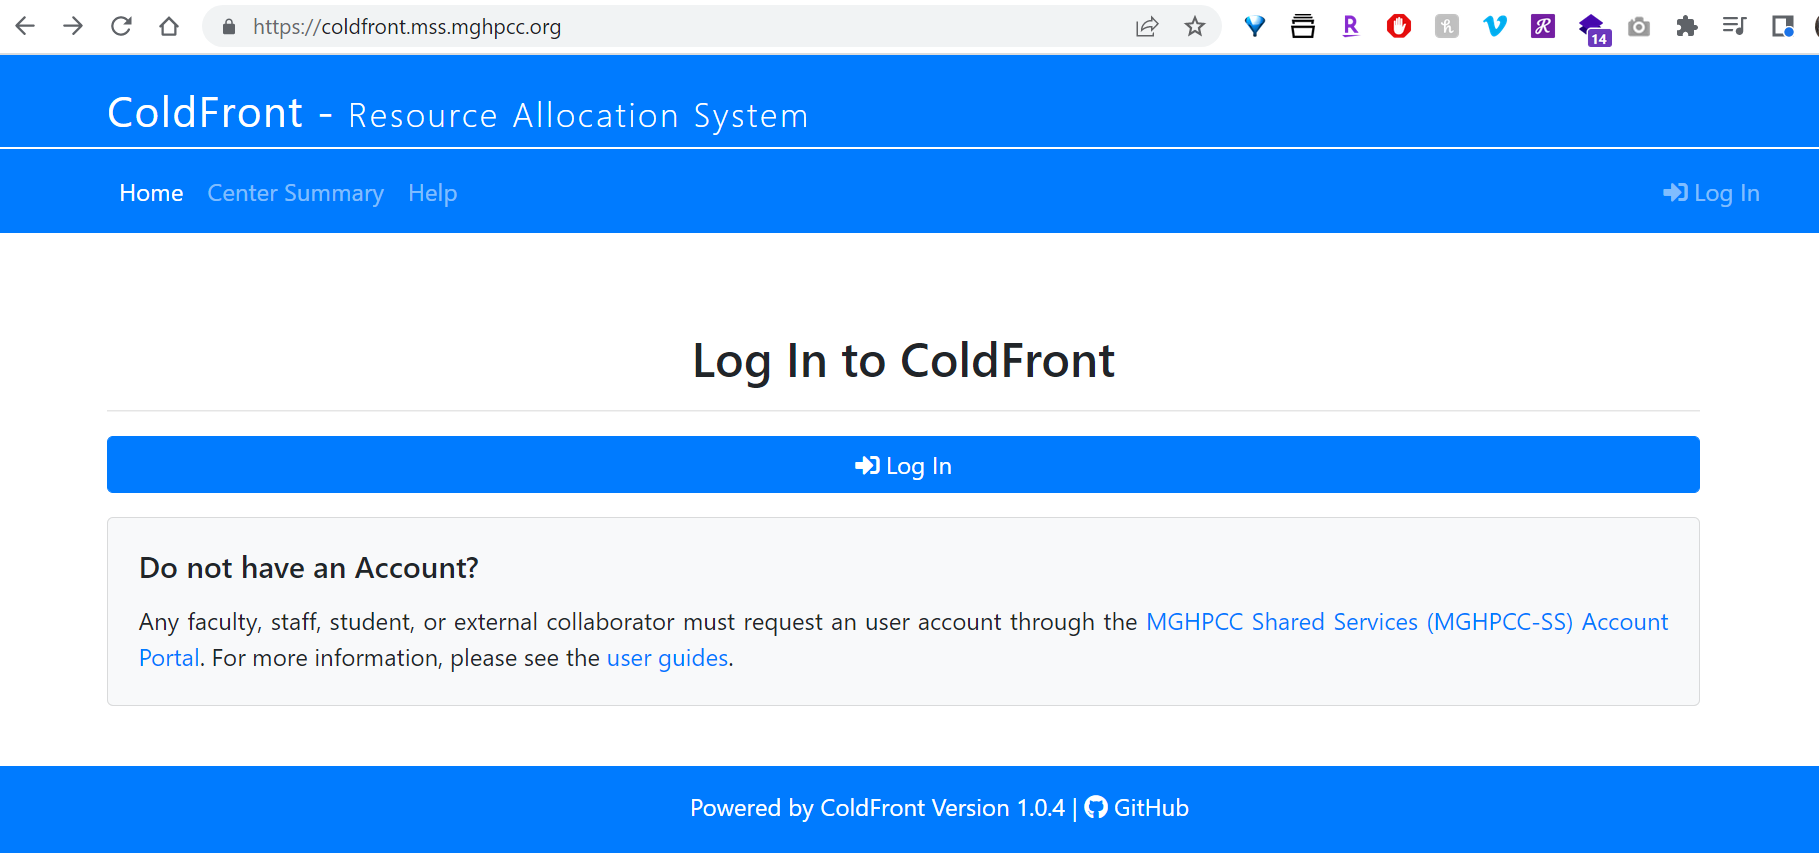 https://coldfront.mss.mghpcc.org
14
ColdFront - Resource Allocation System
Home Center Summary Help Log In
Log In to ColdFront
Log In
Do not have an Account?
Any faculty, staff, student, or external collaborator must request an user account through the MGHPCC Shared Services (MGHPCC-SS) Account
Portal. For more information, please see the user guides.
Powered by ColdFront Version 1.0.4 | GitHub